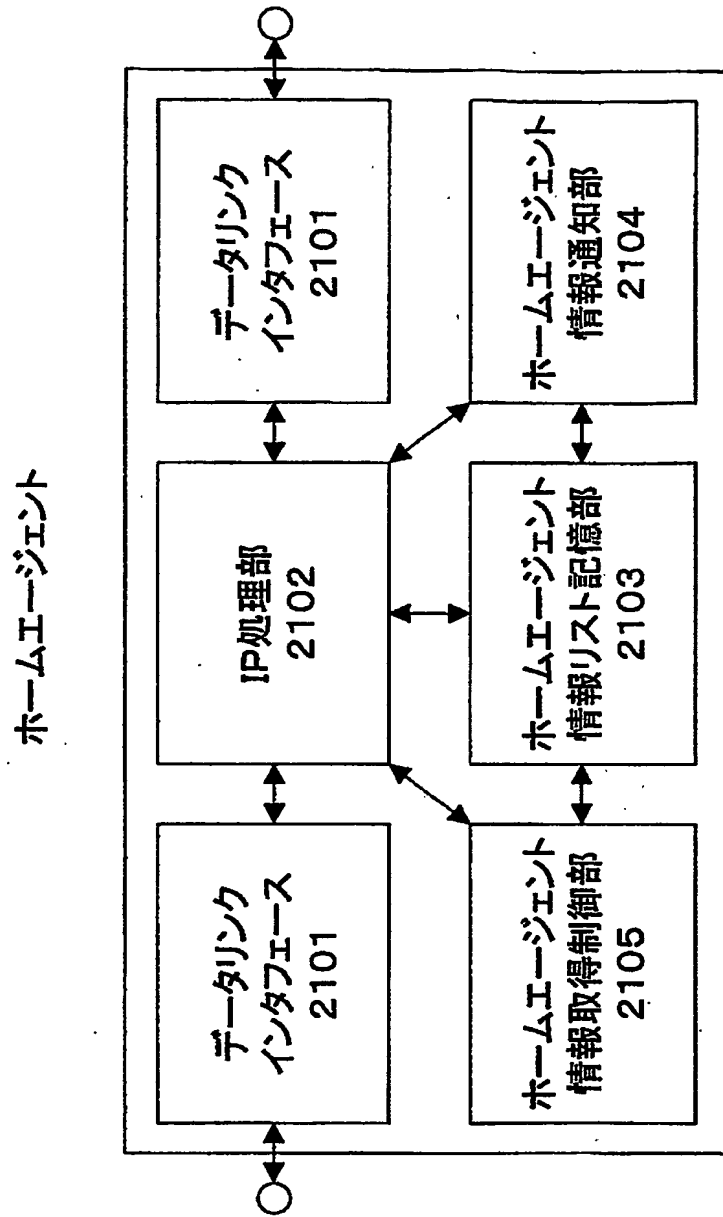 ホームエージェント
データリンク
インタフェース
2101
IP処理部
2102
データリンク
インタフェース
2101
ホームエージェント
情報取得制御部
2105
ホームエージェント
情報リスト記憶部
2103
ホームエージェント
情報通知部
2104